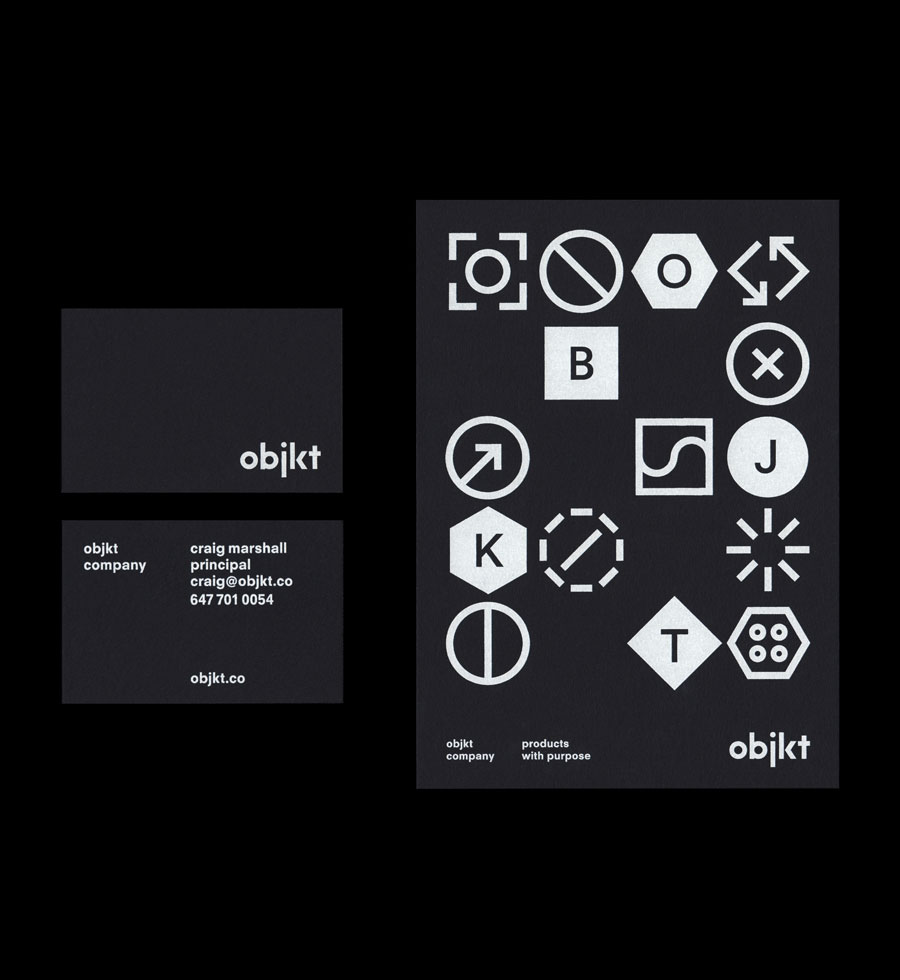 objkt
objkt
company
craig marshall
principal
craig@objkt.co
647 701 0054
objkt.co
O
B
J
K
T
objkt
company
products
with purpose
objkt